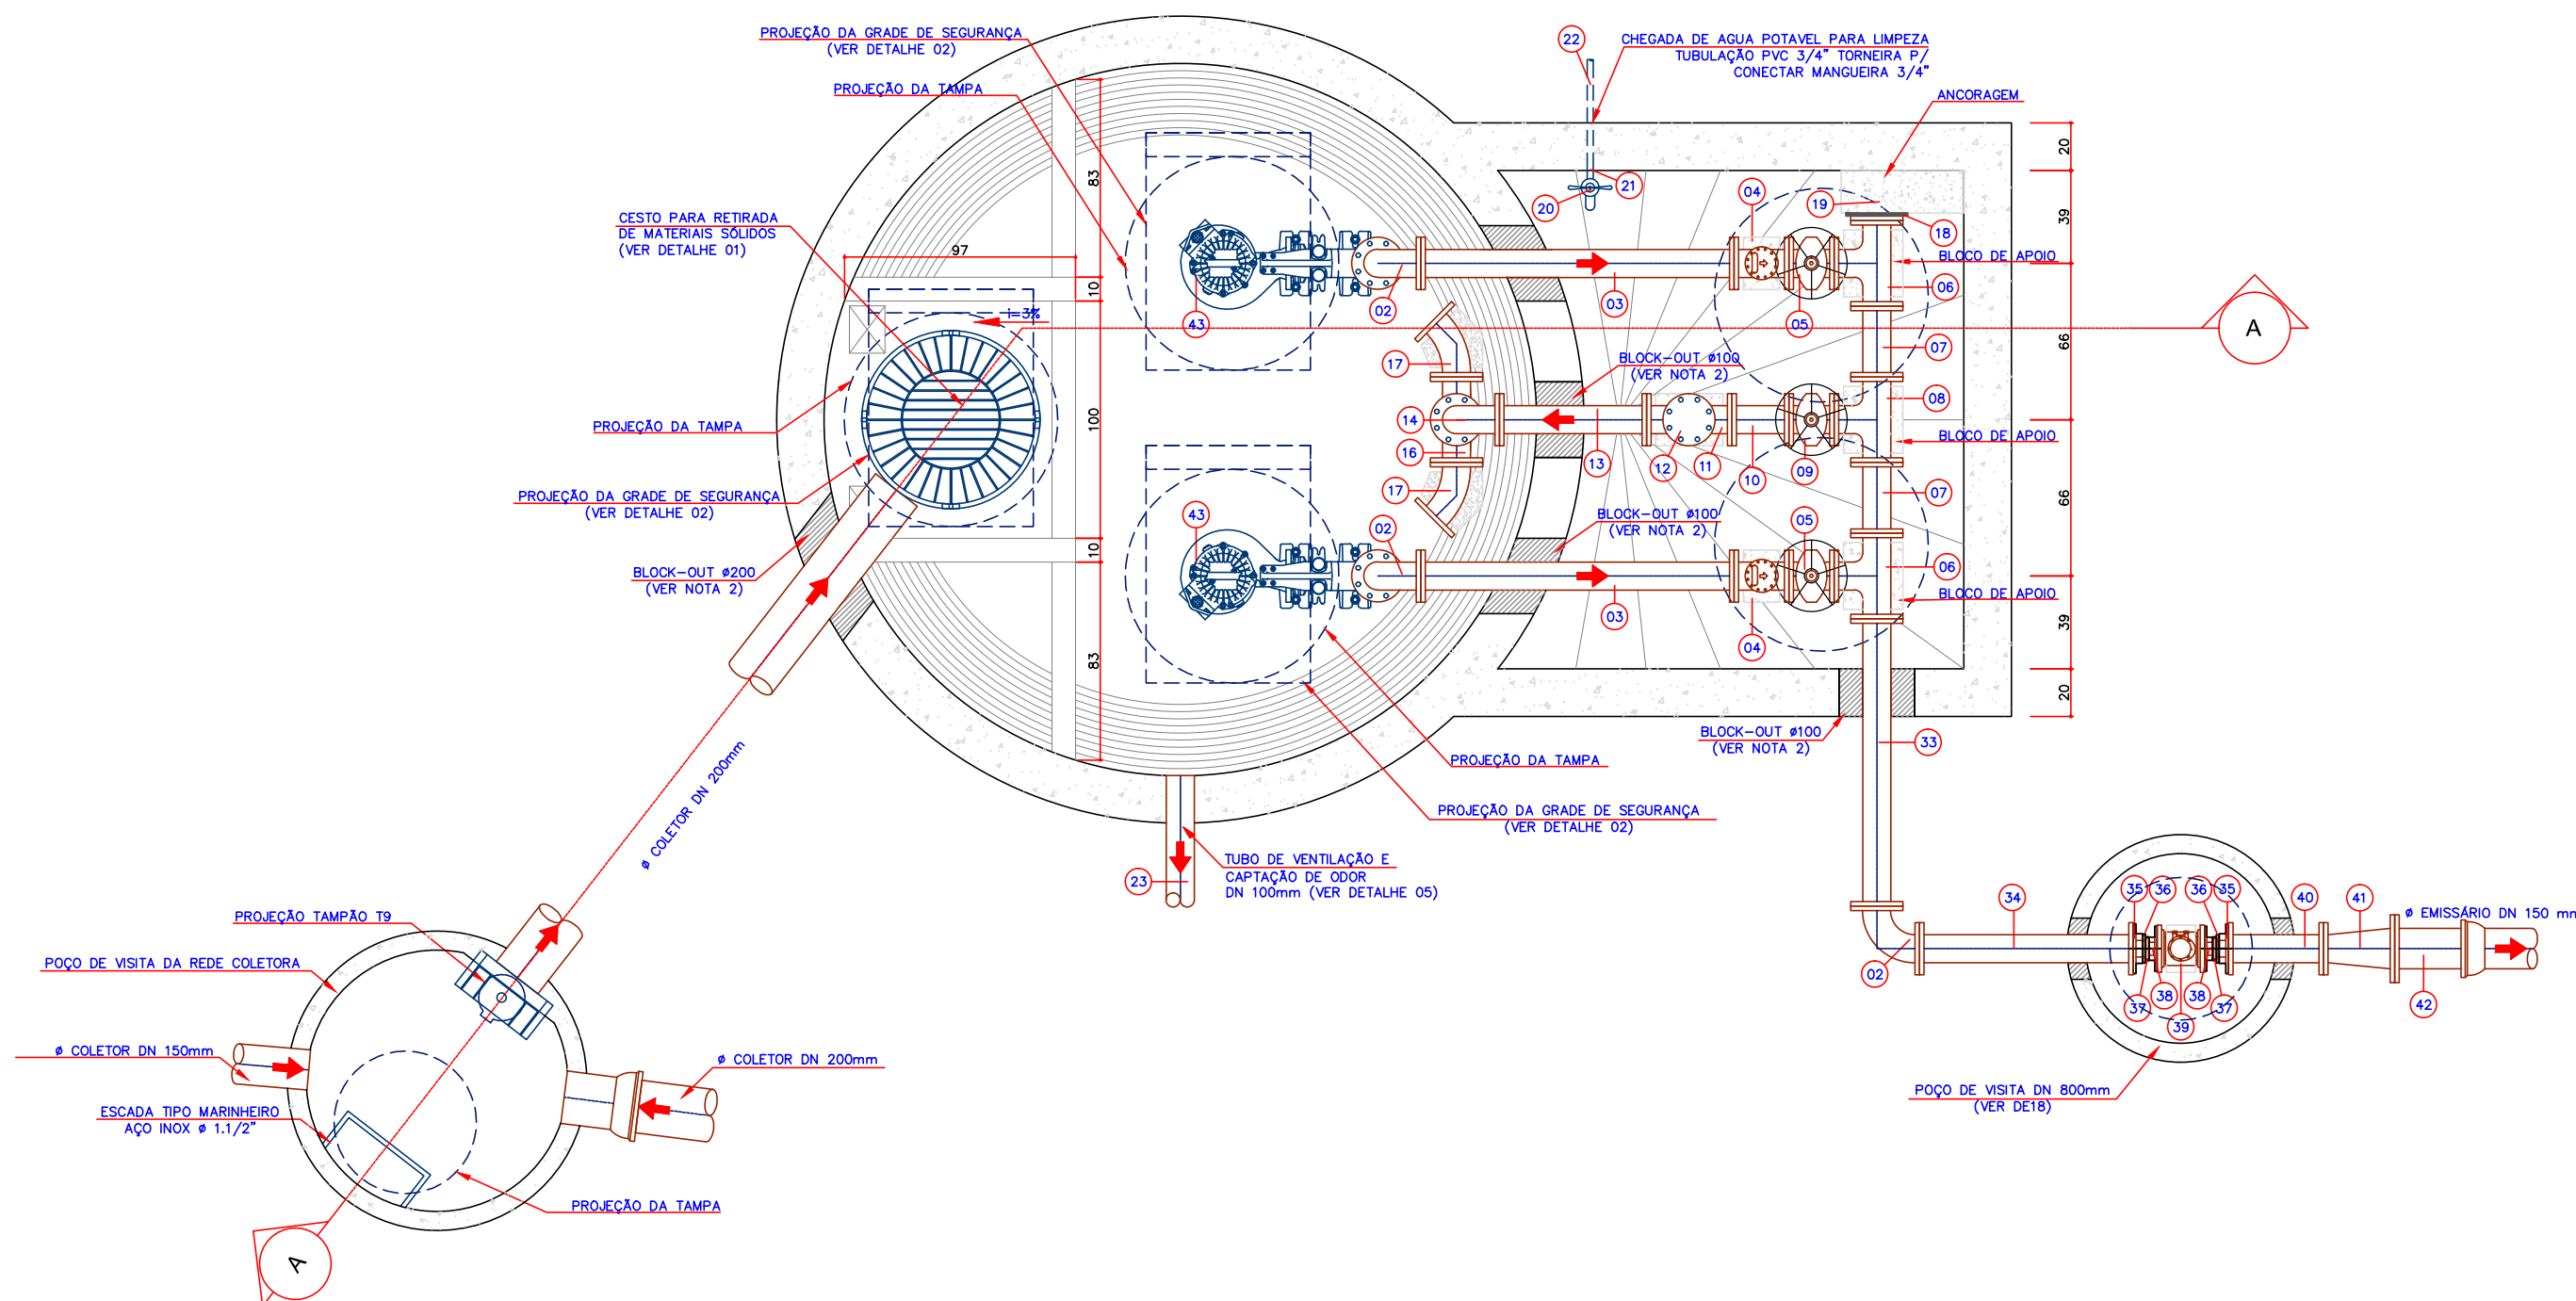 PROJEÇÃO DA GRADE DE SEGURANÇA
(VER DETALHE 02)
PROJEÇÃO DA TAMPA
22
CHEGADA DE AGUA POTAVEL PARA LIMPEZA
TUBULAÇÃO PVC 3/4" TORNEIRA P/
CONECTAR MANGUEIRA 3/4"
ANCORAGEM
20
83
39
21
20
04
19
18
CESTO PARA RETIRADA
DE MATERIAIS SÓLIDOS
(VER DETALHE 01)
97
BLOCO DE APOIO
10
02
03
43
05
06
i=3%
A
66
07
17
BLOCK-OUT ø100
(VER NOTA 2)
08
100
14
PROJEÇÃO DA TAMPA
BLOCO DE APOIO
16
13
12
11
10
09
17
07
66
PROJEÇÃO DA GRADE DE SEGURANÇA
(VER DETALHE 02)
43
BLOCK-OUT ø100
(VER NOTA 2)
02
05
10
06
BLOCK-OUT ø200
(VER NOTA 2)
BLOCO DE APOIO
03
04
39
83
20
BLOCK-OUT ø100
(VER NOTA 2)
33
PROJEÇÃO DA TAMPA
PROJEÇÃO DA GRADE DE SEGURANÇA
(VER DETALHE 02)
ø COLETOR DN 200mm
TUBO DE VENTILAÇÃO E
CAPTAÇÃO DE ODOR
DN 100mm (VER DETALHE 05)
23
34
35
36
36
35
40
41
ø EMISSÁRIO DN 150 mm
02
37
38
38
37
39
42
PROJEÇÃO TAMPÃO T9
POÇO DE VISITA DA REDE COLETORA
ø COLETOR DN 150mm
ø COLETOR DN 200mm
ESCADA TIPO MARINHEIRO
AÇO INOX ø 1.1/2"
POÇO DE VISITA DN 800mm
(VER DE18)
PROJEÇÃO DA TAMPA
A